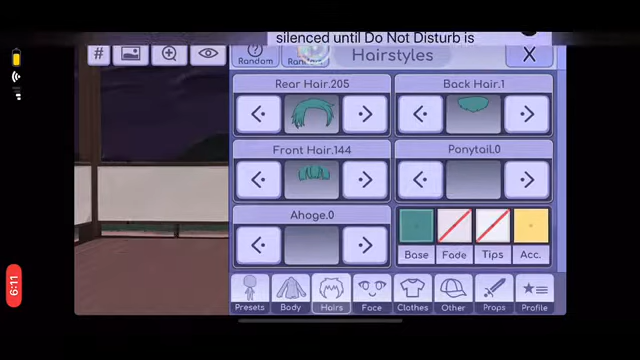 silenced until Do Not Disturb is
#
Random
Hairstyles
X
Rear Hair.205
Back Hair.1
Front Hair.144
Ponytail.0
Ahoge.0
Base
Fade
Tips
Acc.
Presets
Body
Hairs
Face
Clothes
Other
Props
Profile
6:11